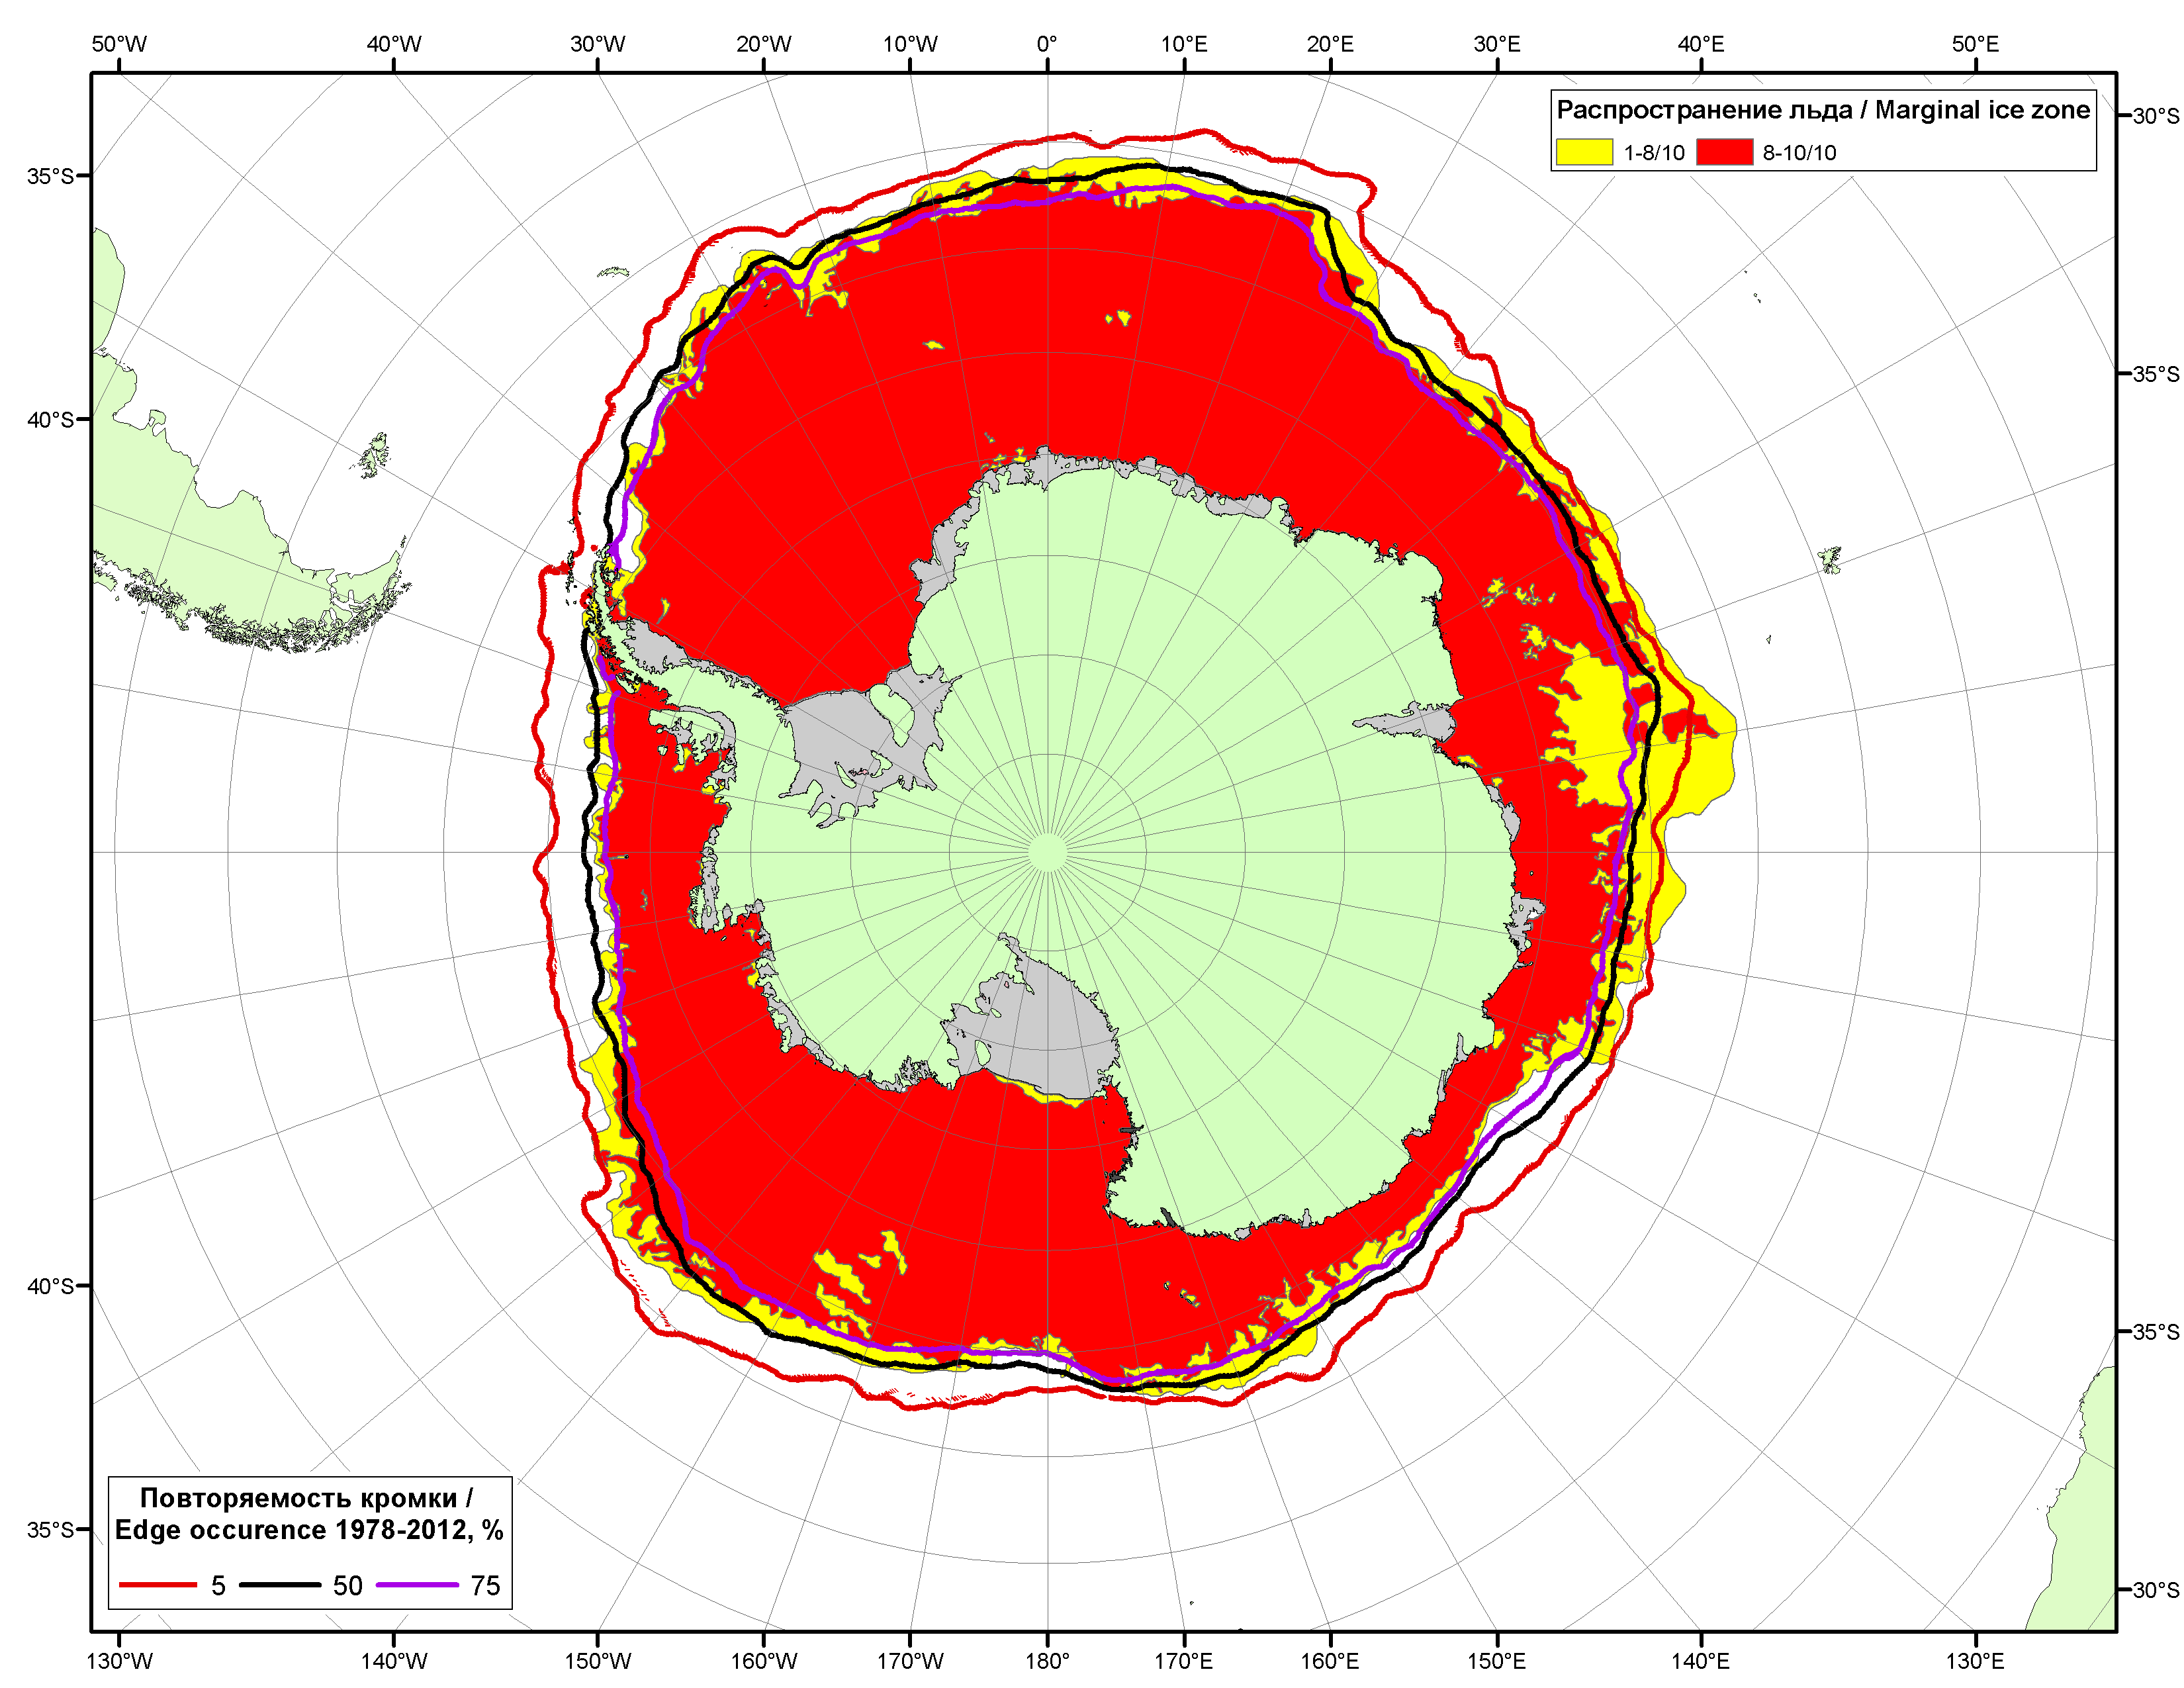 50°W 40°W 30°W 20°W 10°W 0° 10°E 20°E 30°E 40°E 50°E
Распространение льда / Marginal ice zone
1-8/10 8-10/10
30°S
35°S
35°S
40°S
40°S
35°S
35°S
30°S
Повторяемость кромки /
Edge occurence 1978-2012, %
5 50 75
130°W 140°W 150°W 160°W 170°W 180° 170°E 160°E 150°E 140°E 130°E